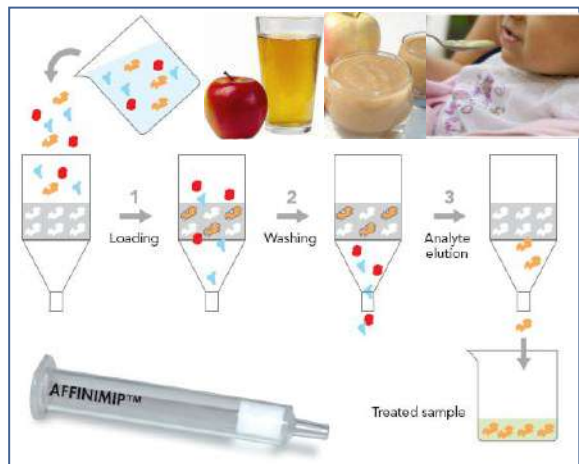 1
Loading
2
Washing
3
Analyte
elution
AFFINIMIP™
Treated sample